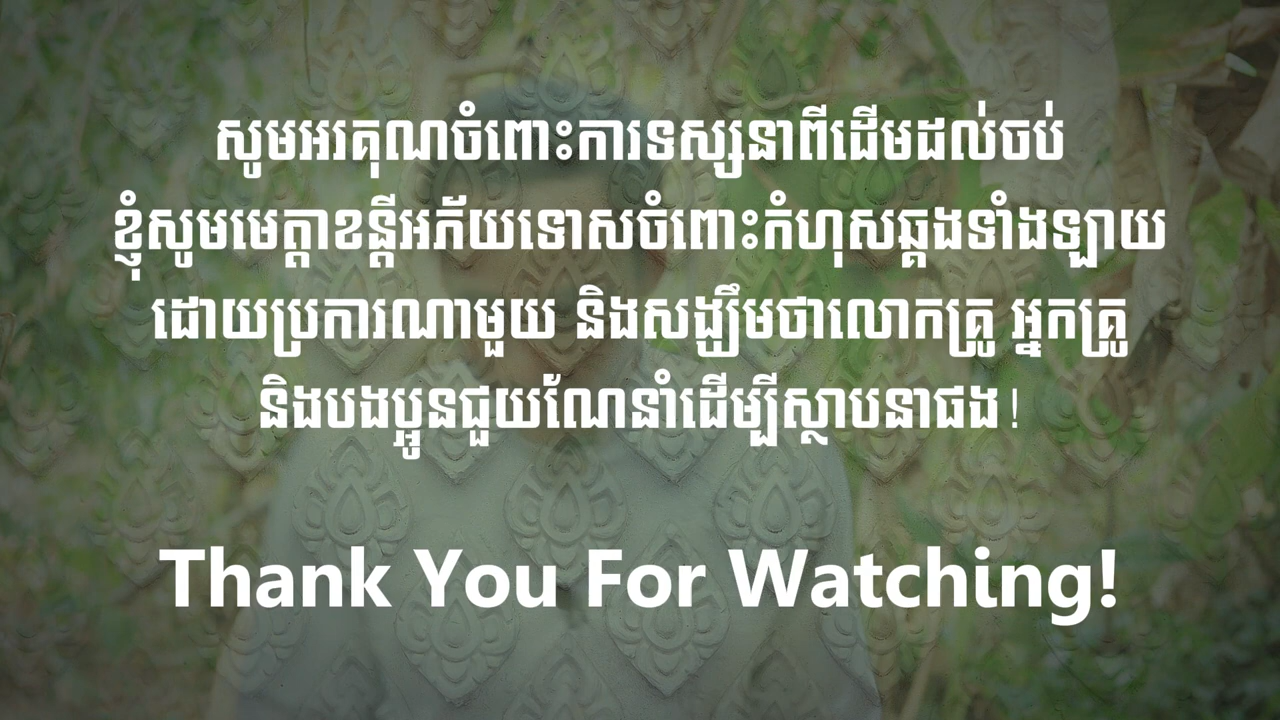 សូមអរគុណចំពោះការទស្សនាពីដើមដល់ចប់
ខ្ញុំសូមមេត្តាខន្តីអភ័យទោសចំពោះកំហុសឆ្គងទាំងឡាយ
ដោយប្រការណាមួយ និងសង្ឃឹមថាលោកគ្រូ អ្នកគ្រូ
និងបងប្អូនជួយណែនាំដើម្បីស្ថាបនាផង!
Thank You For Watching!